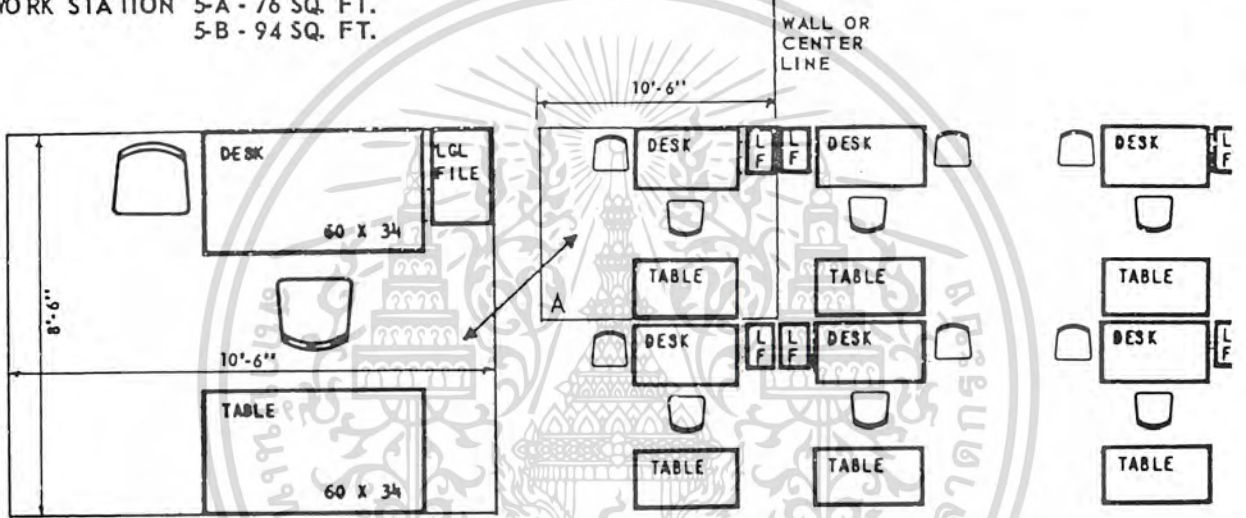 WORK STATION 5-A - 76 SQ. FT.
5-B - 94 SQ. FT.
WALL OR
CENTER
LINE
10'-6"
DESK
LGL
FILE
60 X 34
8'-6"
10'-6"
TABLE
60 X 34
DESK
L
F
L
F
DESK
DESK
L
F
TABLE
TABLE
TABLE
A
DESK
L
F
L
F
DESK
DESK
L
F
TABLE
TABLE
TABLE